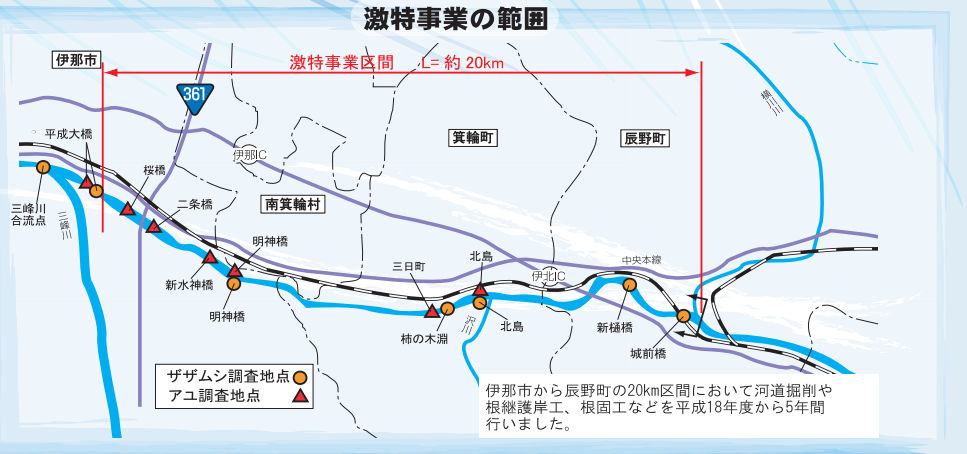 激特事業の範囲
伊那市
激特事業区間 L=約20km
361
横川川
平成大橋
箕輪町
辰野町
伊那IC
桜橋
三峰川
合流点
三峰川
二条橋
南箕輪村
明神橋
新水神橋
明神橋
三日町
北島
伊北IC
中央本線
柿の木淵
沢川
北島
新樋橋
城前橋
ザザムシ調査地点
アユ調査地点
伊那市から辰野町の20km区間において河道掘削や
根継護岸工、根固工などを平成18年度から5年間
行いました。